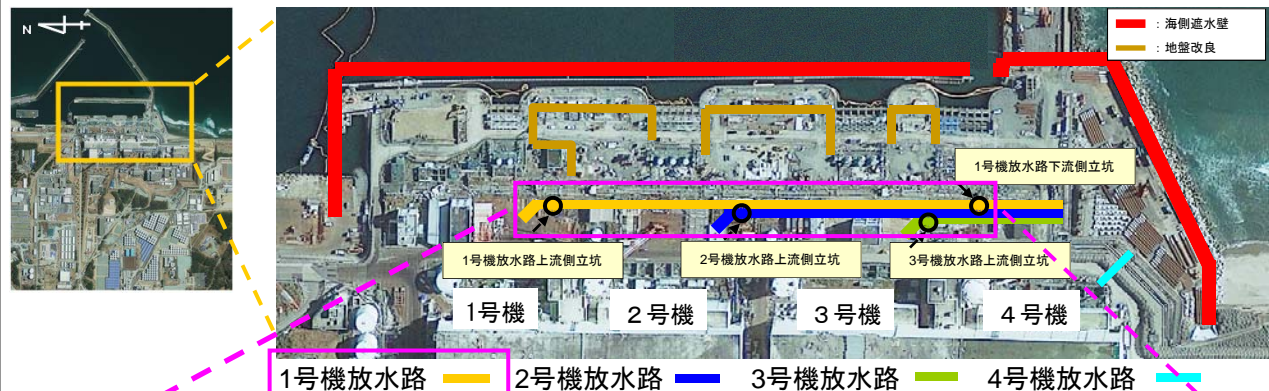 N
：海側遮水壁
：地盤改良
1号機放水路下流側立坑
1号機放水路上流側立坑
2号機放水路上流側立坑
3号機放水路上流側立坑
1号機
２号機
３号機
４号機
1号機放水路
2号機放水路
3号機放水路
4号機放水路